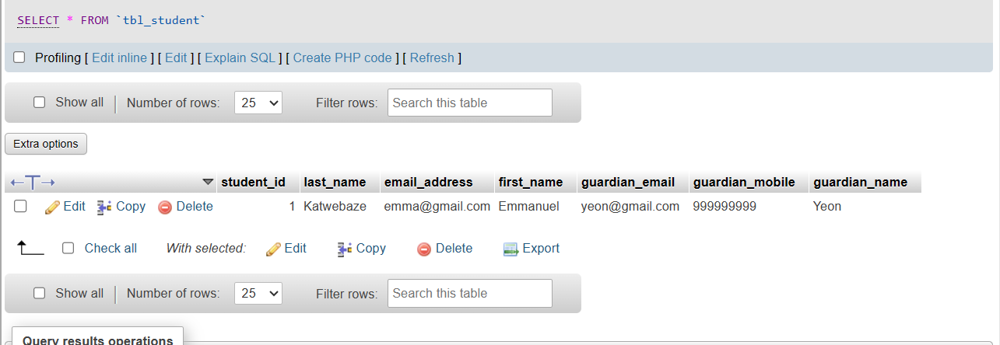 SELECT * FROM `tbl_student`
Profiling [ Edit inline ] [ Edit ] [ Explain SQL ] [ Create PHP code ] [ Refresh ]
Show all | Number of rows: 25 Filter rows: Search this table
Extra options
student_id last_name email_address first_name guardian_email guardian_mobile guardian_name
Edit Copy Delete 1 Katwebaze emma@gmail.com Emmanuel yeon@gmail.com 999999999 Yeon
Check all With selected: Edit Copy Delete Export
Show all | Number of rows: 25 Filter rows: Search this table
Query results operations